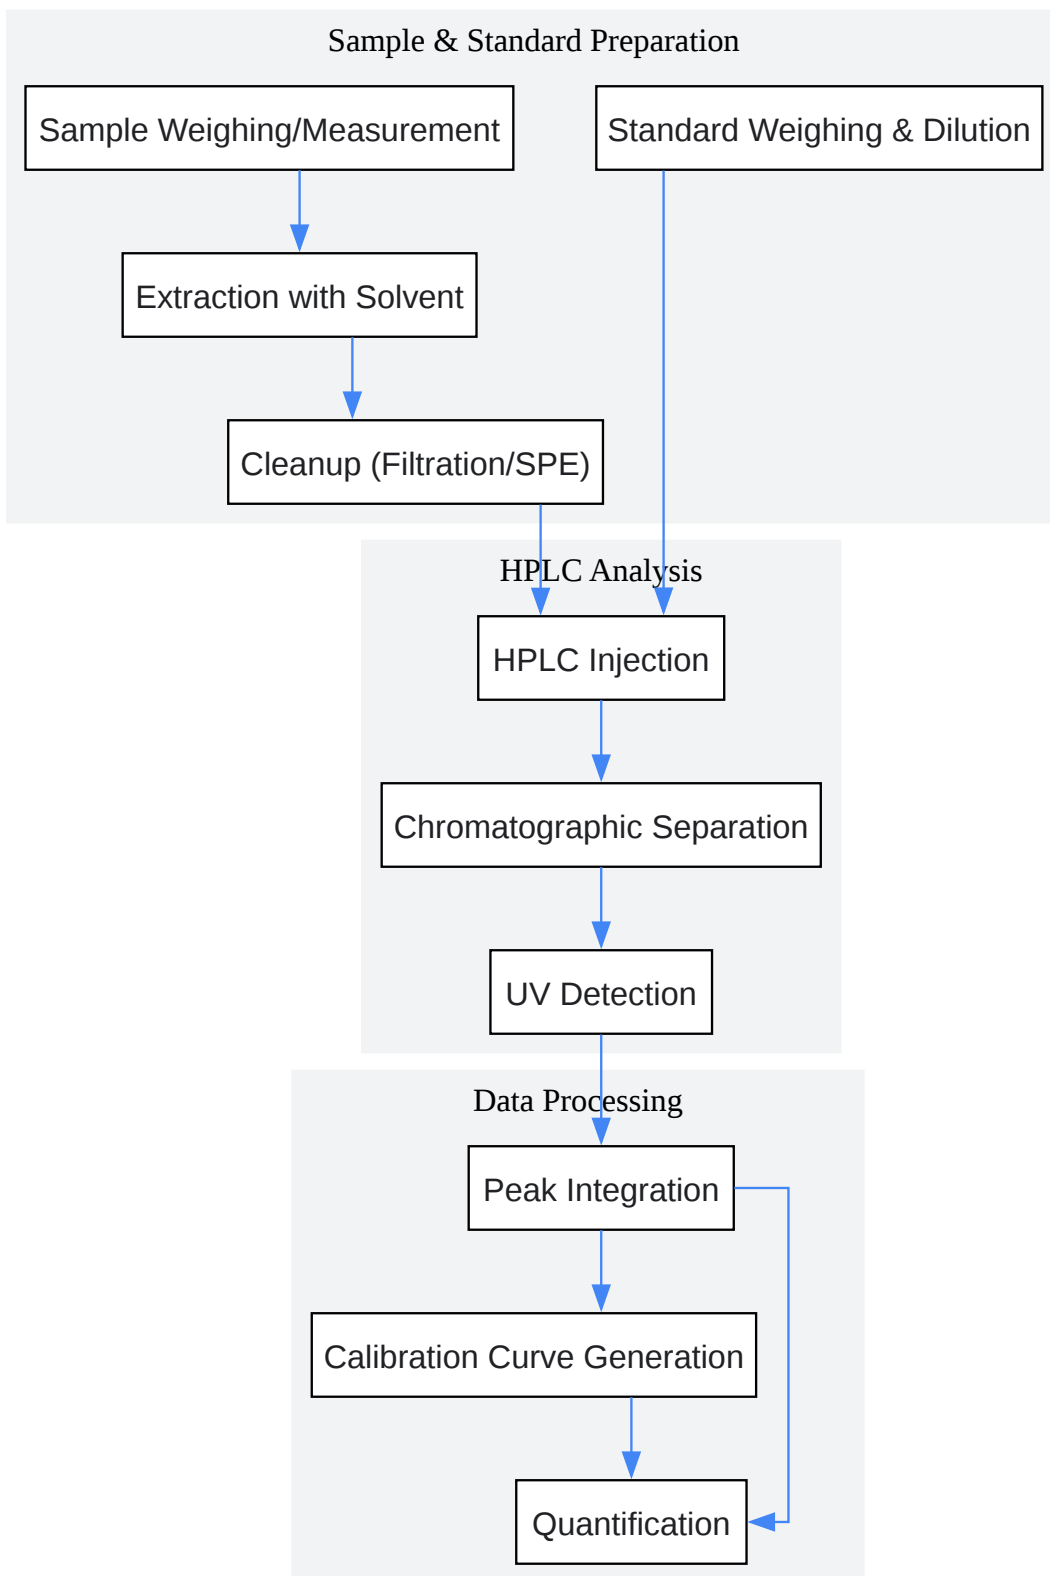 Sample & Standard Preparation
Sample Weighing/Measurement
Standard Weighing & Dilution
Extraction with Solvent
Cleanup (Filtration/SPE)
HPLC Analysis
HPLC Injection
Chromatographic Separation
UV Detection
Data Processing
Peak Integration
Calibration Curve Generation
Quantification